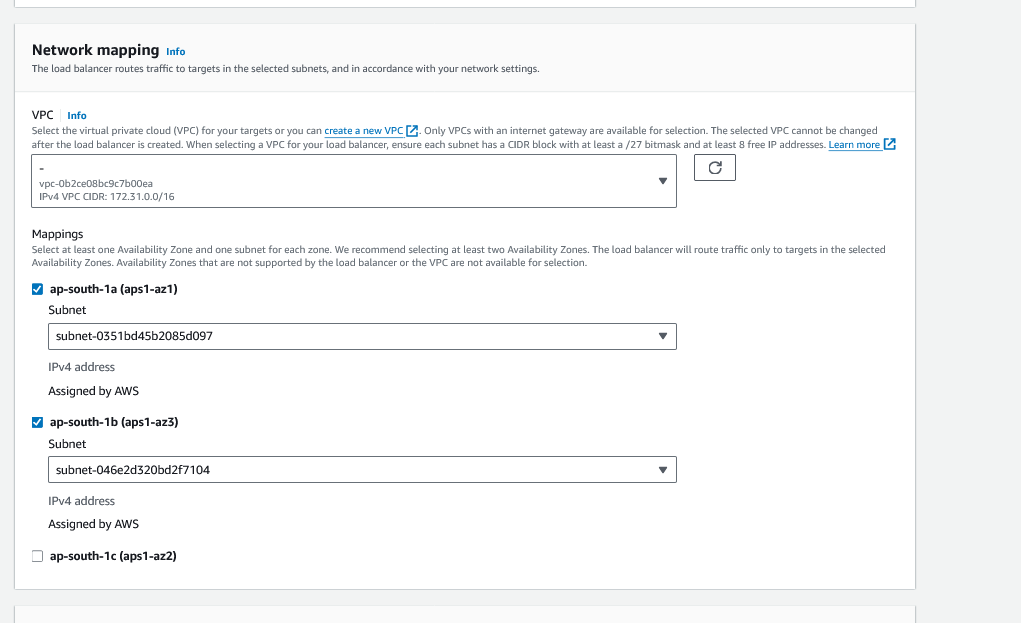 Network mapping Info
The load balancer routes traffic to targets in the selected subnets, and in accordance with your network settings.
VPC Info
Select the virtual private cloud (VPC) for your targets or you can create a new VPC. Only VPCs with an internet gateway are available for selection. The selected VPC cannot be changed
after the load balancer is created. When selecting a VPC for your load balancer, ensure each subnet has a CIDR block with at least a /27 bitmask and at least 8 free IP addresses. Learn more
-
vpc-0b2ce08bc9c7b00ea
IPv4 VPC CIDR: 172.31.0.0/16
Mappings
Select at least one Availability Zone and one subnet for each zone. We recommend selecting at least two Availability Zones. The load balancer will route traffic only to targets in the selected
Availability Zones. Availability Zones that are not supported by the load balancer or the VPC are not available for selection.
ap-south-1a (aps1-az1)
Subnet
subnet-0351bd45b2085d097
IPv4 address
Assigned by AWS
ap-south-1b (aps1-az3)
Subnet
subnet-046e2d320bd2f7104
IPv4 address
Assigned by AWS
ap-south-1c (aps1-az2)